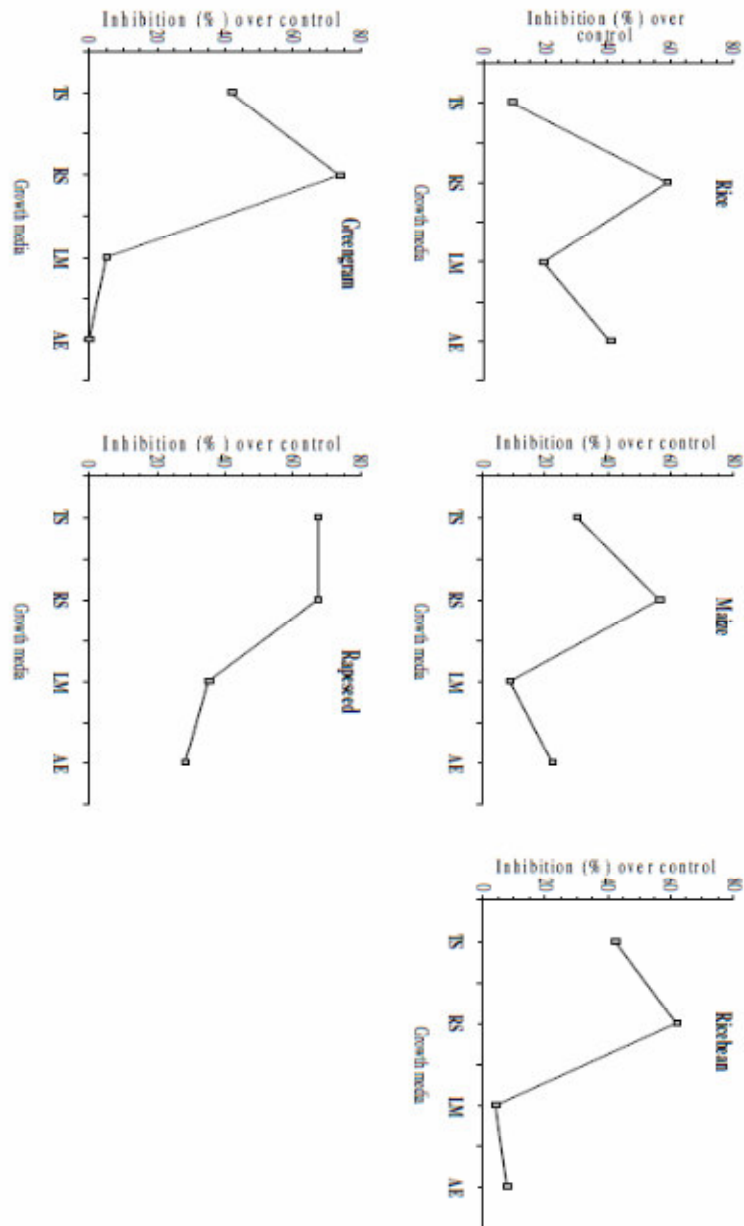 Rice
Inhibition (%) over
control
80
60
40
20
0
TS RS LM AE
Growth media
Maize
Inhibition (%) over control
80
60
40
20
0
TS RS LM AE
Growth media
Ricebean
Inhibition (%) over control
80
60
40
20
0
TS RS LM AE
Growth media
Greengram
Inhibition (%) over control
80
60
40
20
0
TS RS LM AE
Growth media
Rapeseed
Inhibition (%) over control
80
60
40
20
0
TS RS LM AE
Growth media